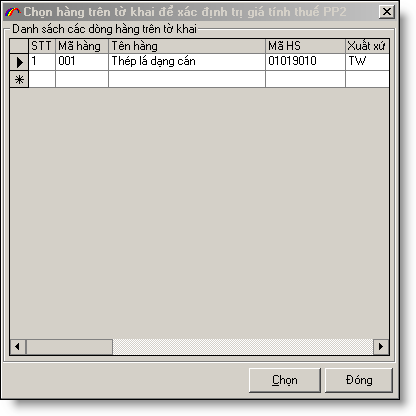 Chọn hàng trên tờ khai để xác định trị giá tính thuế PP2
Danh sách các dòng hàng trên tờ khai
STT Mã hàng Tên hàng Mã HS Xuất xứ
1 001 Thép lá dạng cán 01019010 TW
Chọn Đóng